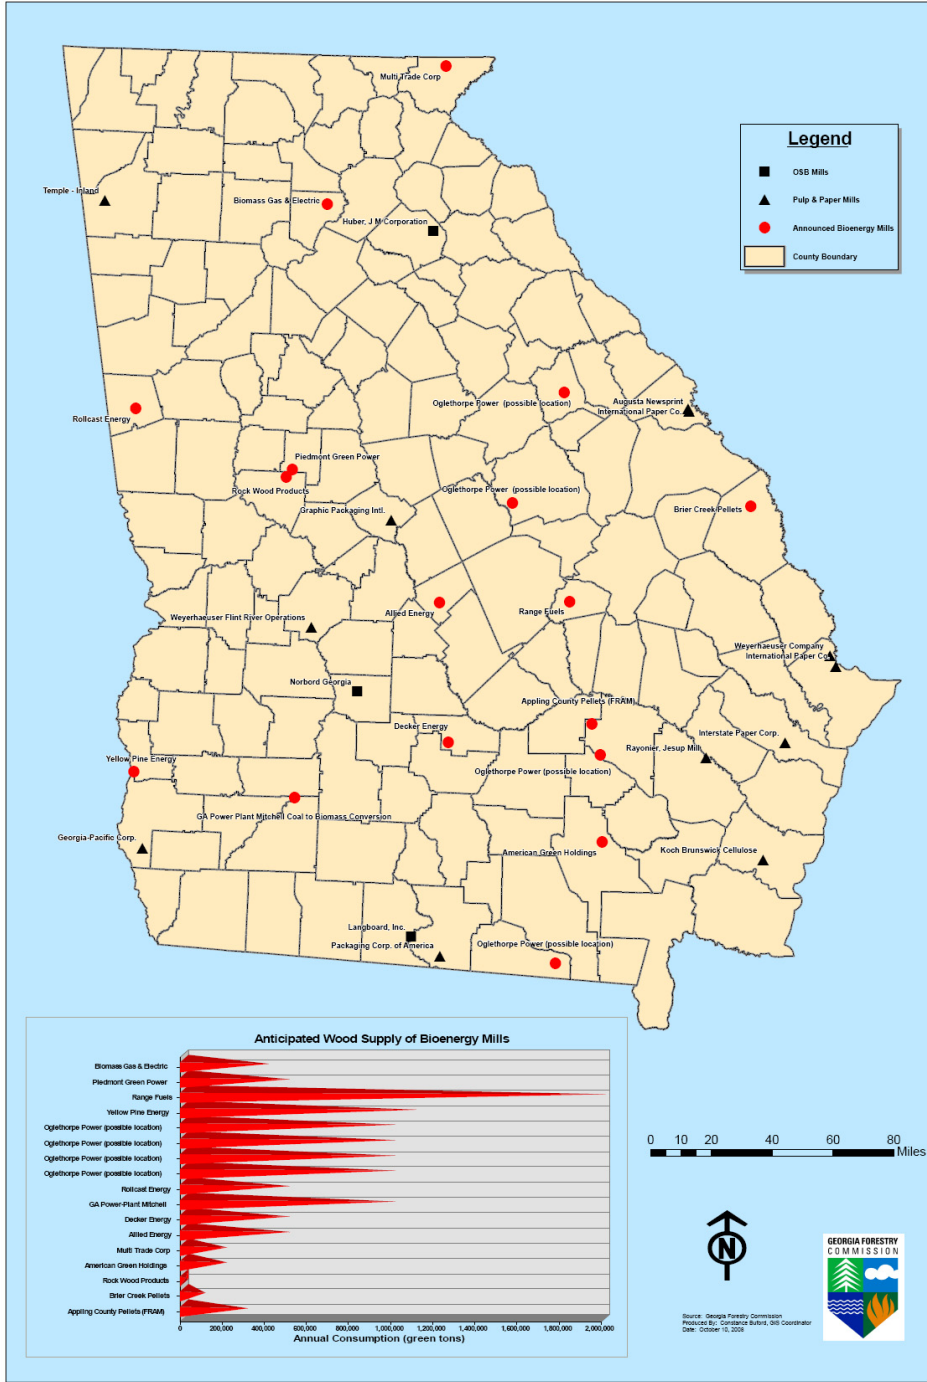 Multi Trade Corp
Legend
OSB Mills
Pulp & Paper Mills
Announced Bioenergy Mills
County Boundary
Temple - Inland
Biomass Gas & Electric
Huber, J M Corporation
Rollcast Energy
Oglethorpe Power (possible location)
Augusta Newsprint
International Paper Co.
Piedmont Green Power
Rock Wood Products
Oglethorpe Power (possible location)
Graphic Packaging Intl.
Brier Creek Pellets
Allied Energy
Range Fuels
Weyerhaeuser Flint River Operations
Weyerhaeuser Company
International Paper Co.
Norbord Georgia
Appling County Pellets (FRAM)
Decker Energy
Interstate Paper Corp.
Rayonier, Jesup Mill
Yellow Pine Energy
Oglethorpe Power (possible location)
GA Power Plant Mitchell Coal to Biomass Conversion
Georgia-Pacific Corp.
American Green Holdings
Koch Brunswick Cellulose
Langboard, Inc.
Packaging Corp. of America
Oglethorpe Power (possible location)
Anticipated Wood Supply of Bioenergy Mills
Biomass Gas & Electric
Piedmont Green Power
Range Fuels
Yellow Pine Energy
Oglethorpe Power (possible location)
Oglethorpe Power (possible location)
Oglethorpe Power (possible location)
Oglethorpe Power (possible location)
Rollcast Energy
GA Power-Plant Mitchell
Decker Energy
Allied Energy
Multi Trade Corp
American Green Holdings
Rock Wood Products
Brier Creek Pellets
Appling County Pellets (FRAM)
0 200,000 400,000 600,000 800,000 1,000,000 1,200,000 1,400,000 1,600,000 1,800,000 2,000,000
Annual Consumption (green tons)
0 10 20 40 60 80
Miles
N
GEORGIA FORESTRY
COMMISSION
Source: Georgia Forestry Commission
Produced By: Constance Buford, GIS Coordinator
Date: October 10, 2008